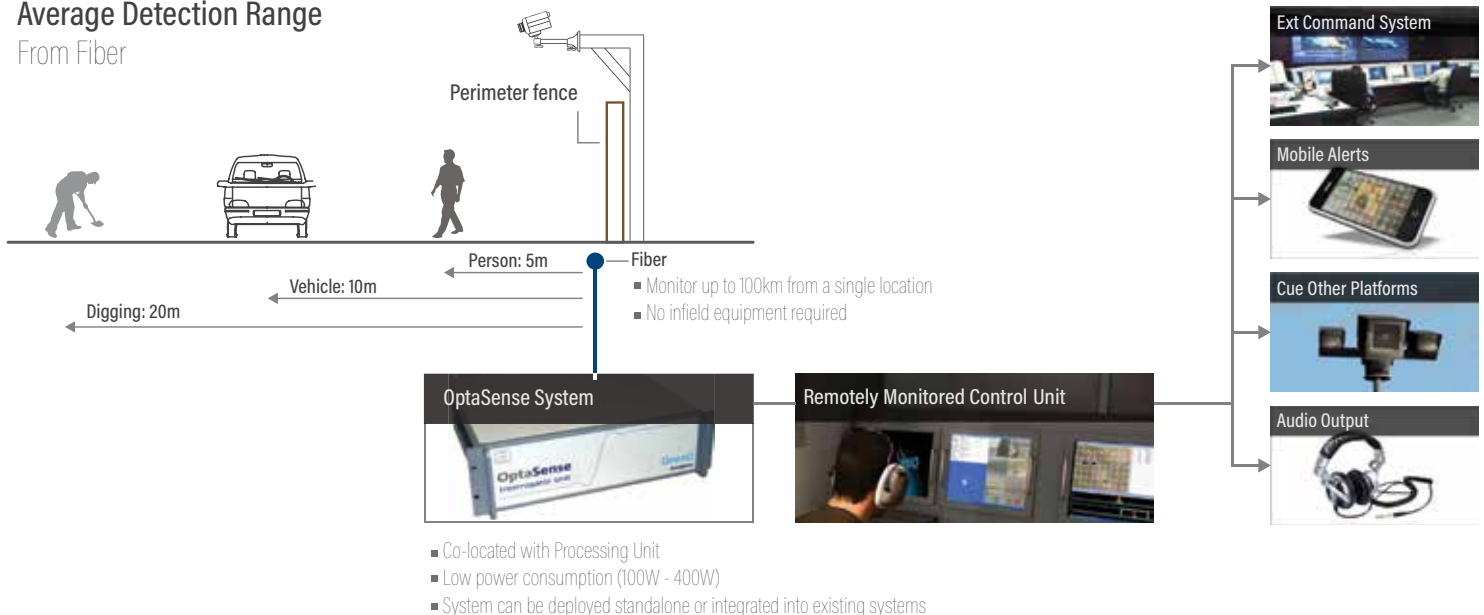 Average Detection Range
From Fiber
Perimeter fence
Person: 5m
Vehicle: 10m
Digging: 20m
Fiber
■ Monitor up to 100km from a single location
■ No infield equipment required
OptaSense System
OptaSense
Interrogator Unit
QinetiQ
■ Co-located with Processing Unit
■ Low power consumption (100W - 400W)
■ System can be deployed standalone or integrated into existing systems
Remotely Monitored Control Unit
Ext Command System
Mobile Alerts
Cue Other Platforms
Audio Output